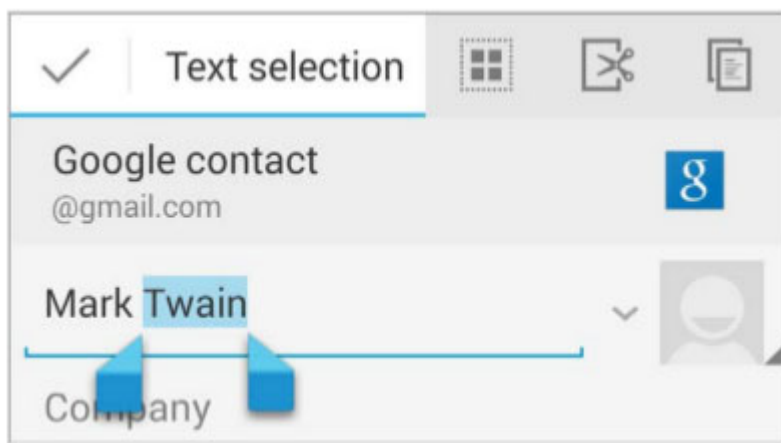 Text selection
Google contact
g
@gmail.com
Mark Twain
Company